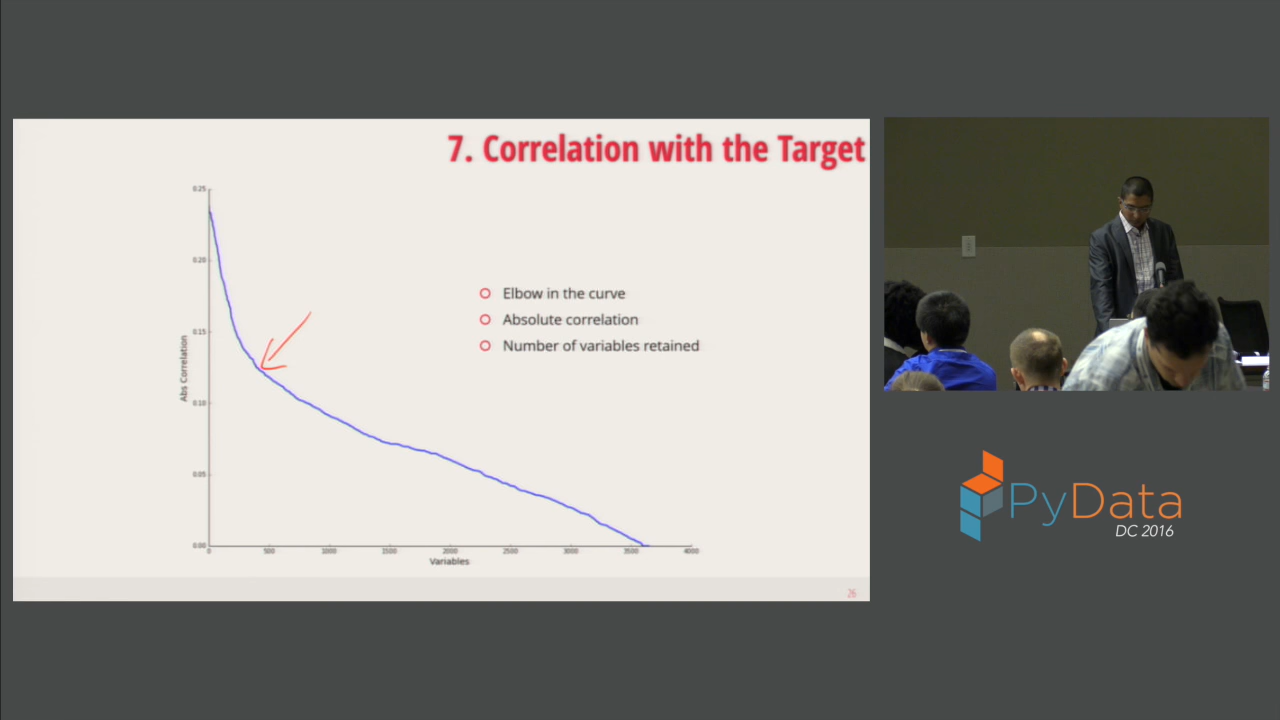 7. Correlation with the Target
0.25
0.20
0.15
0.10
0.05
0.00
Abs Correlation
0 500 1000 1500 2000 2500 3000 3500 4000
Variables
Elbow in the curve
Absolute correlation
Number of variables retained
26
PyData
DC 2016